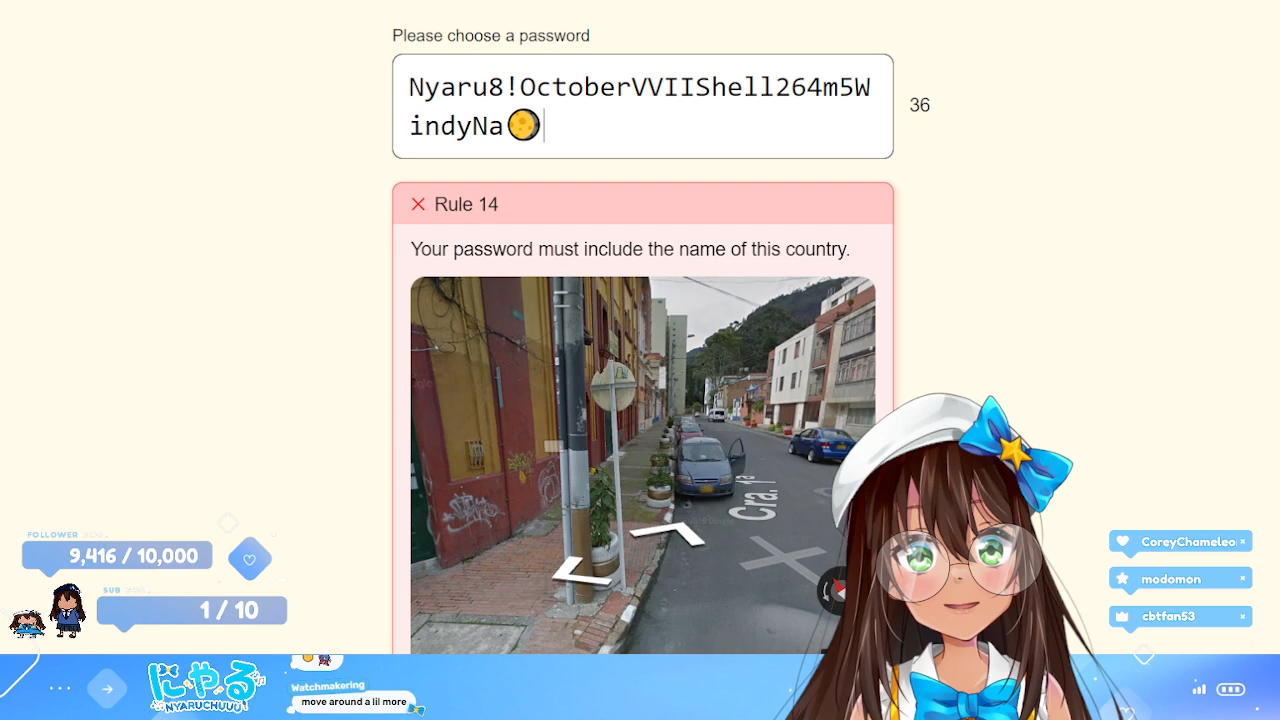 Please choose a password
Nyaru8!OctoberVVIIShell264m5W
indyNa🌖
36
Rule 14
Your password must include the name of this country.
Cra. 1ª
FOLLOWER
9,416 / 10,000
SUB
1 / 10
CoreyChameleo
modomon
cbtfan53
にゃる
NYARUCHUUU
Watchmakering
move around a lil more